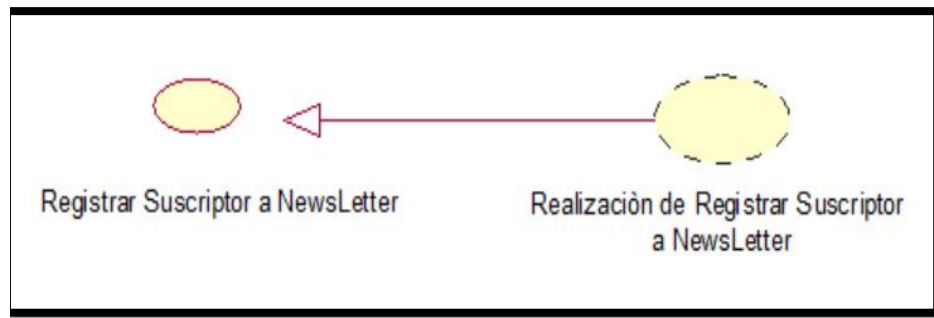 Registrar Suscriptor a NewsLetter
Realizaciòn de Registrar Suscriptor
a NewsLetter